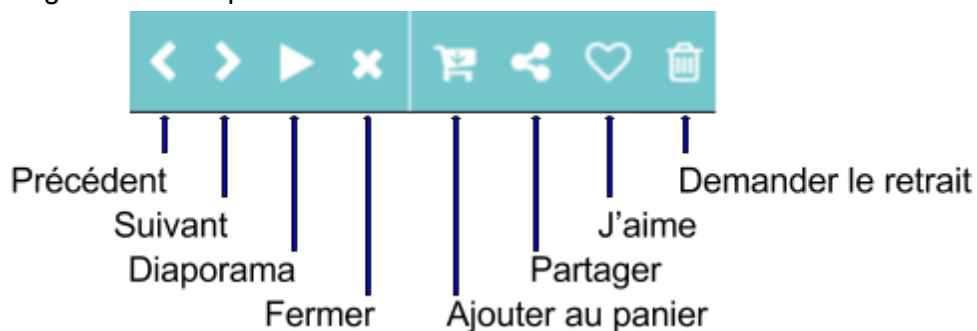 Précédent
Demander le retrait
Suivant
J'aime
Diaporama
Partager
Fermer
Ajouter au panier